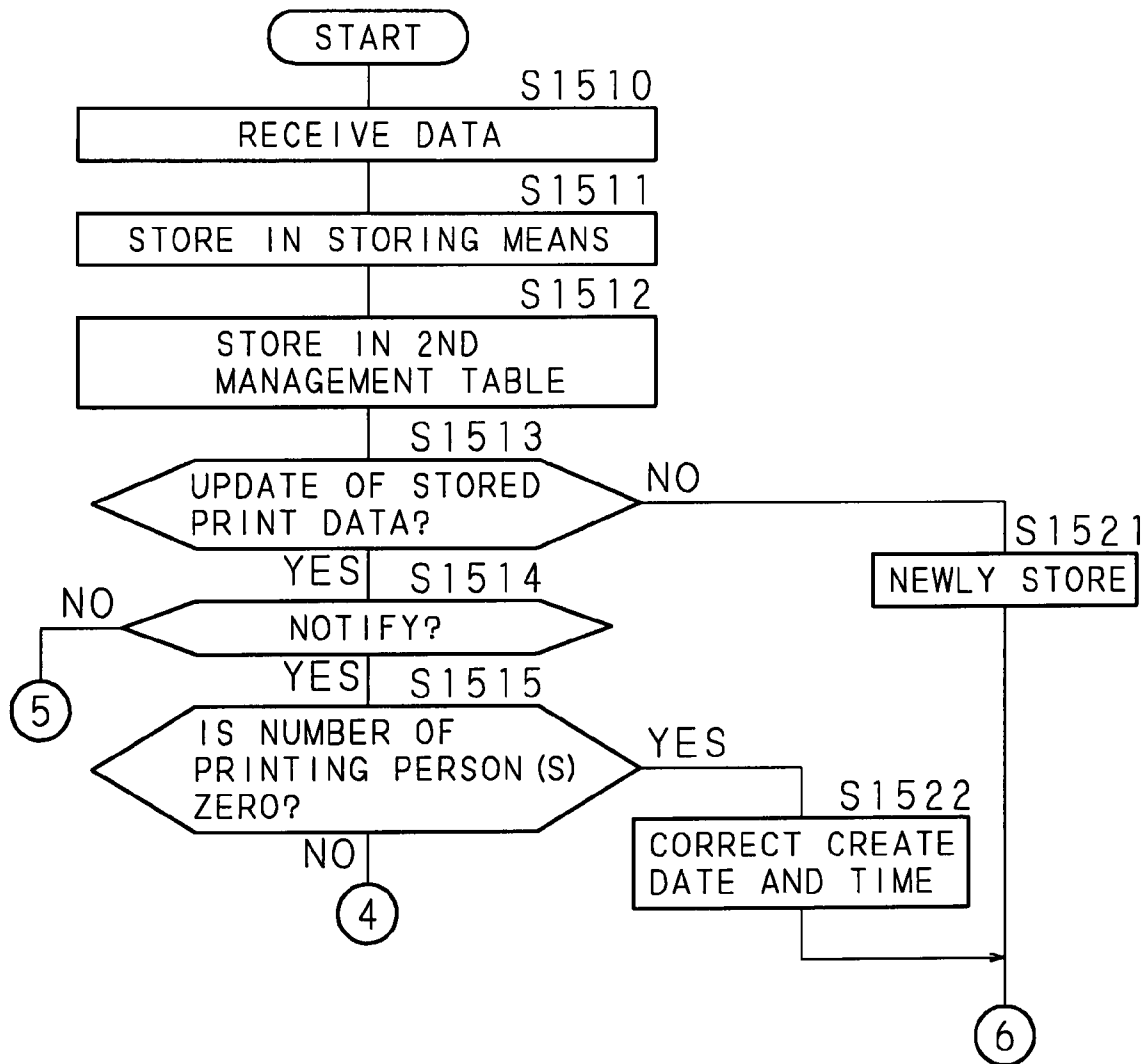 START
S1510
RECEIVE DATA
S1511
STORE IN STORING MEANS
S1512
STORE IN 2ND
MANAGEMENT TABLE
S1513
UPDATE OF STORED
PRINT DATA?
NO
S1521
NEWLY STORE
YES
S1514
NO
NOTIFY?
YES
S1515
5
IS NUMBER OF
PRINTING PERSON(S)
ZERO?
YES
S1522
CORRECT CREATE
DATE AND TIME
NO
4
6